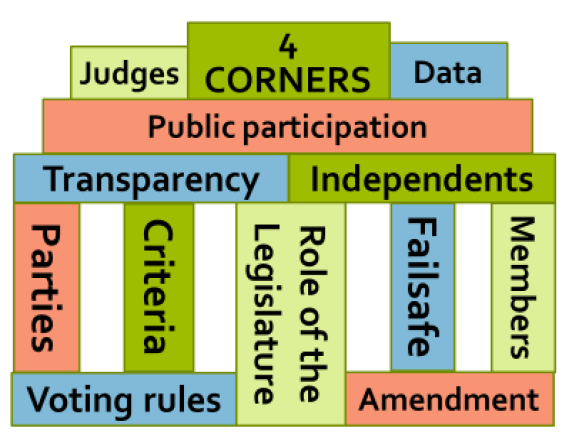 4
CORNERS
Judges
Data
Public participation
Transparency
Independents
Parties
Criteria
Role of the
Legislature
Failsafe
Members
Voting rules
Amendment